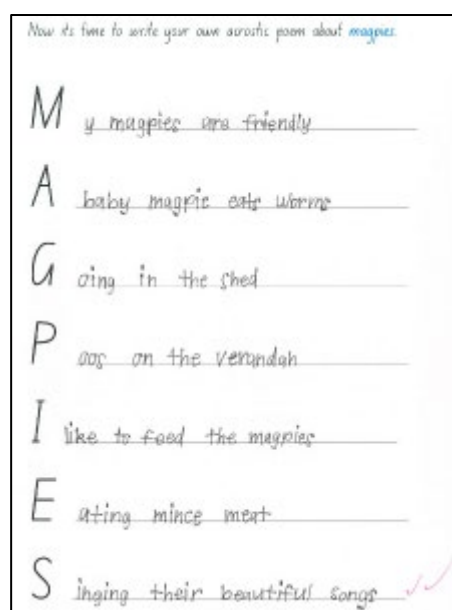 Now its time to write your own acrostic poem about magpies.
My magpies are friendly
A baby magpie eats worms
Going in the shed
Poos on the verandah
I like to feed the magpies
Eating mince meat
Singing their beautiful songs